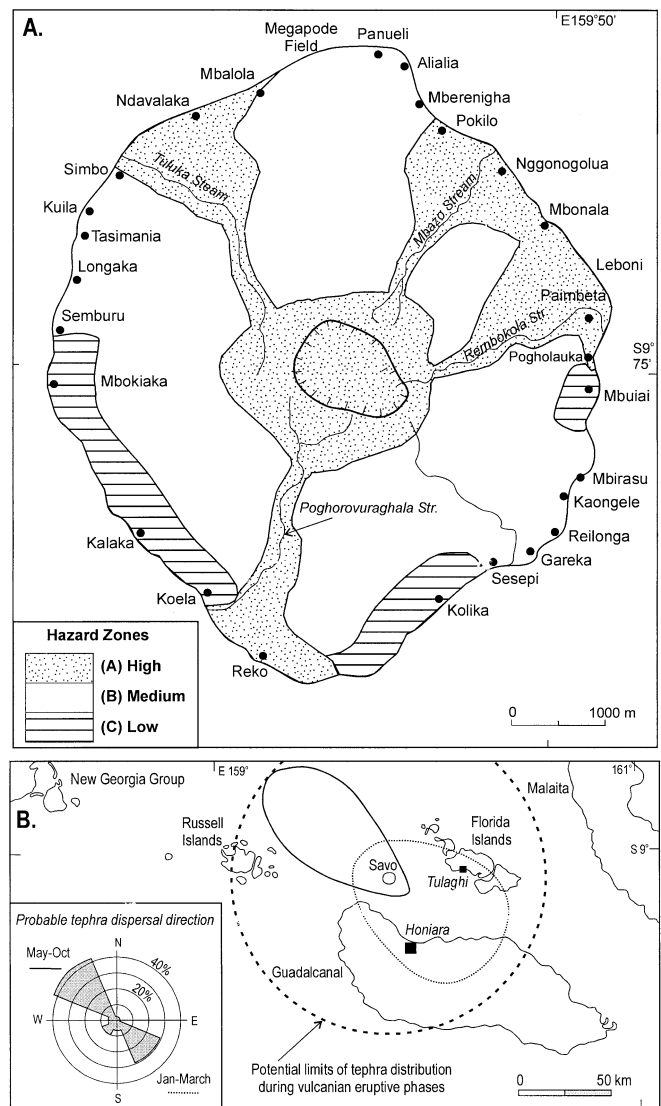 A.
E159°50'
Megapode
Field
Panueli
Alialia
Mbalola
Mberenigha
Ndavalaka
Pokilo
Simbo
Tuluka Steam
Mbazo Stream
Nggonogolua
Kuila
Mbonala
Tasimania
Longaka
Leboni
Paimbeta
Semburu
Rembokola Str.
Pogholauka
S9°
75'
Mbokiaka
Mbuiai
Mbirasu
Kaongele
Poghorovuraghala Str.
Reilonga
Kalaka
Gareka
Sesepi
Koela
Kolika
Reko
Hazard Zones
(A) High
(B) Medium
(C) Low
0 1000 m
B.
New Georgia Group
E 159°
161°
Malaita
Russell
Islands
Florida
Islands
S 9°
Savo
Tulaghi
Honiara
Guadalcanal
Probable tephra dispersal direction
May-Oct
N
40%
20%
W
E
S
Jan-March
Potential limits of tephra distribution
during vulcanian eruptive phases
0 50 km